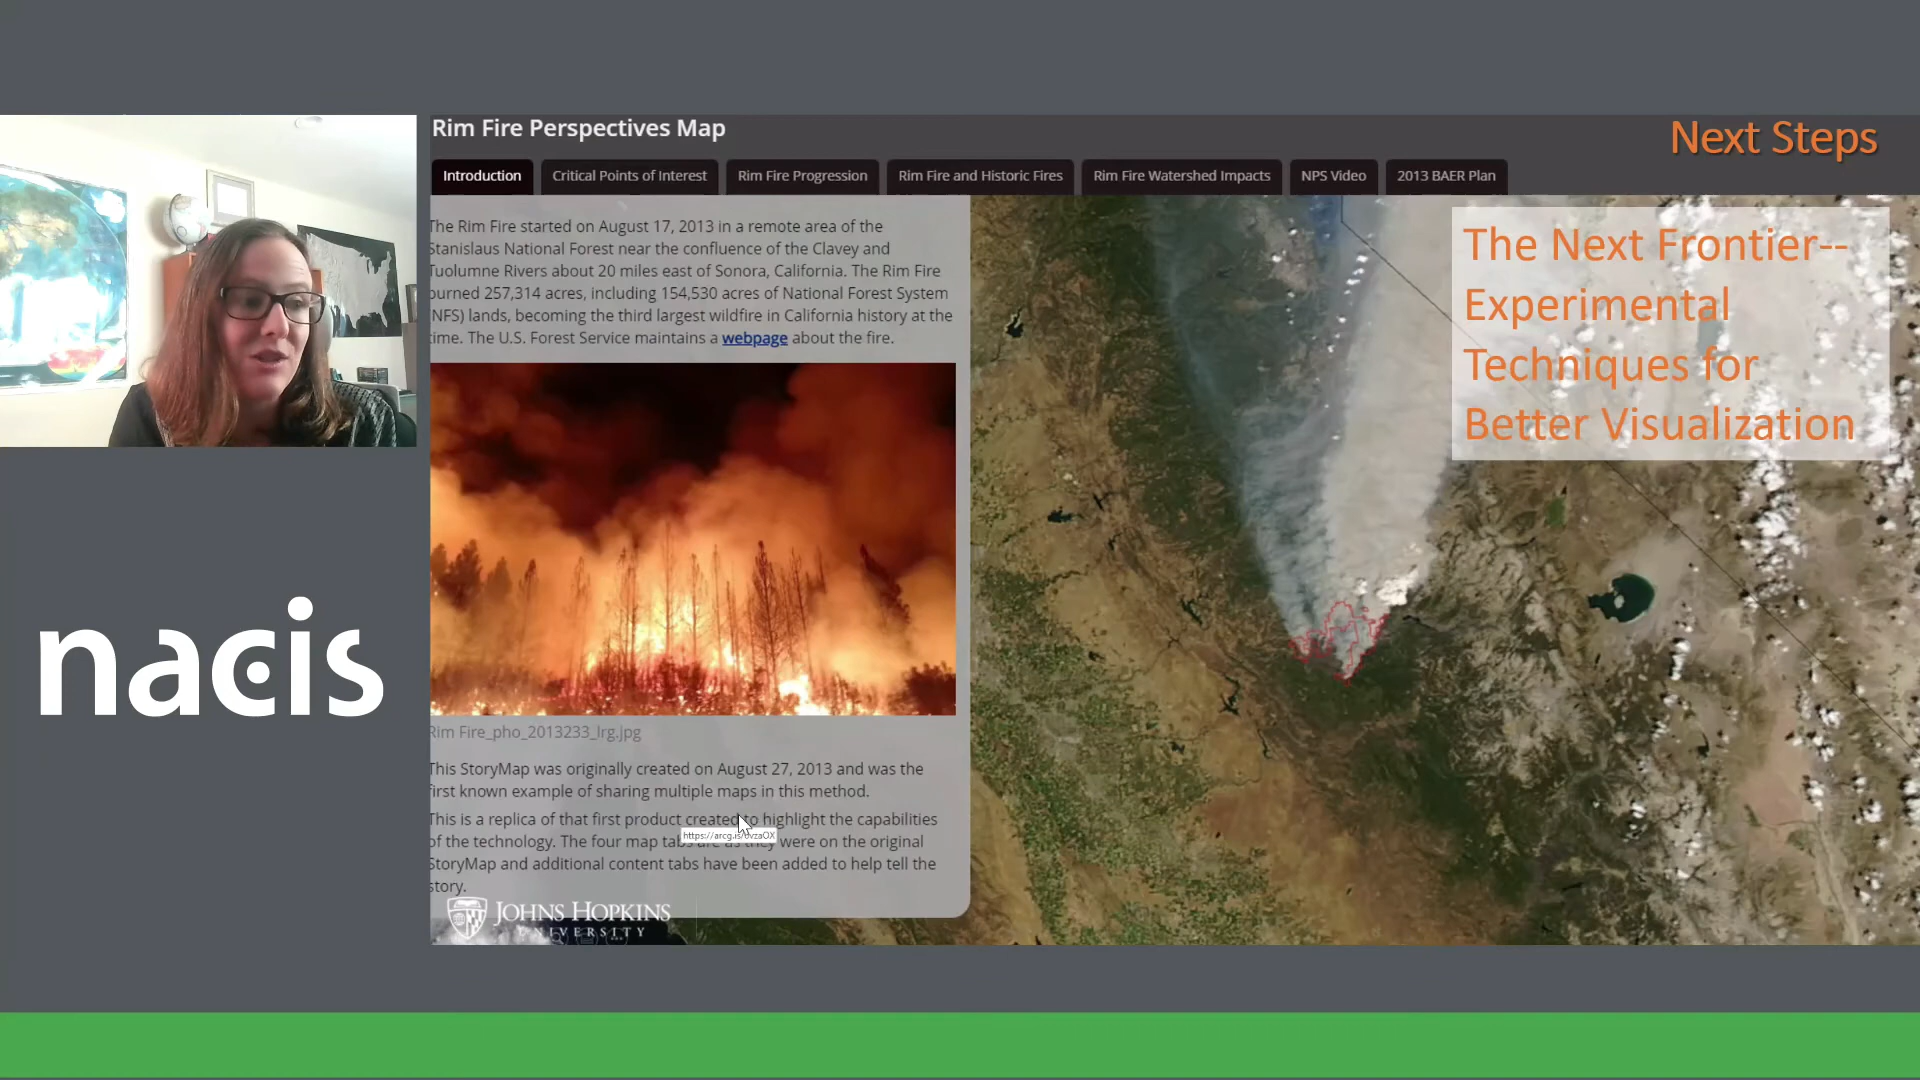 Rim Fire Perspectives Map
Next Steps
Introduction
Critical Points of Interest
Rim Fire Progression
Rim Fire and Historic Fires
Rim Fire Watershed Impacts
NPS Video
2013 BAER Plan
The Rim Fire started on August 17, 2013 in a remote area of the
Stanislaus National Forest near the confluence of the Clavey and
Tuolumne Rivers about 20 miles east of Sonora, California. The Rim Fire
burned 257,314 acres, including 154,530 acres of National Forest System
(NFS) lands, becoming the third largest wildfire in California history at the
time. The U.S. Forest Service maintains a webpage about the fire.
The Next Frontier--
Experimental
Techniques for
Better Visualization
Rim Fire_pho_2013233_lrg.jpg
This StoryMap was originally created on August 27, 2013 and was the
first known example of sharing multiple maps in this method.
This is a replica of that first product created to highlight the capabilities
of the technology. The four map tabs are as they were on the original
StoryMap and additional content tabs have been added to help tell the
story.
JOHNS HOPKINS
UNIVERSITY
nacis